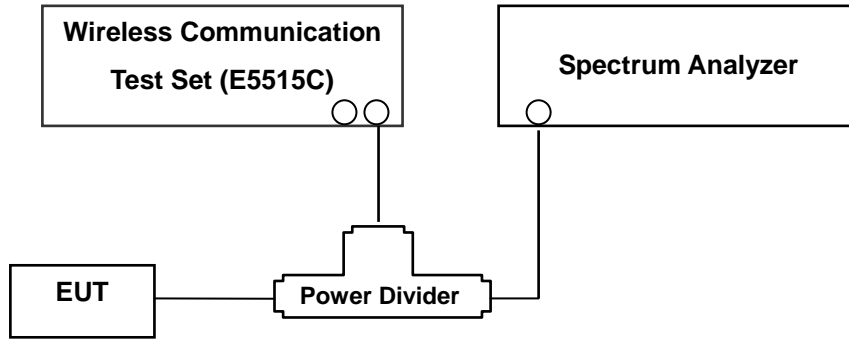 Wireless Communication
Test Set (E5515C)
Spectrum Analyzer
EUT
Power Divider